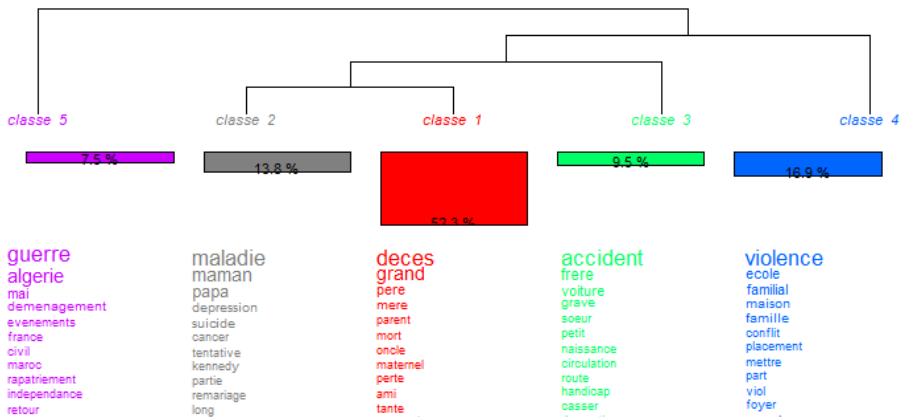 classe 5
classe 2
classe 1
classe 3
classe 4
7.5 %
13.8 %
52.3 %
9.5 %
16.9 %
guerre
algerie
mai
demenagement
evenements
france
civil
maroc
rapatriement
independance
retour
maladie
maman
papa
depression
suicide
cancer
tentative
kennedy
partie
remariage
long
deces
grand
pere
mere
parent
mort
oncle
maternel
perte
ami
tante
accident
frere
voiture
grave
soeur
petit
naissance
circulation
route
handicap
casser
violence
ecole
familial
maison
famille
conflit
placement
mettre
part
viol
foyer